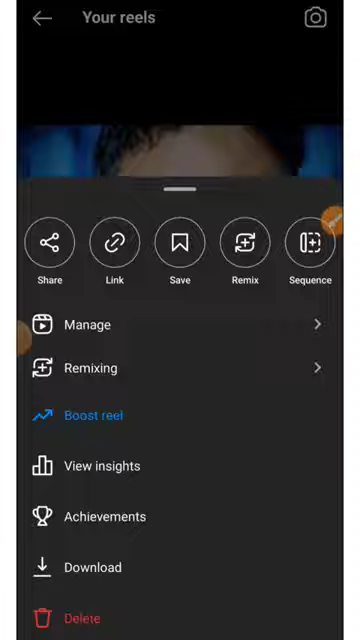 Your reels
Share Link Save Remix Sequence
Manage
Remixing
Boost reel
View insights
Achievements
Download
Delete